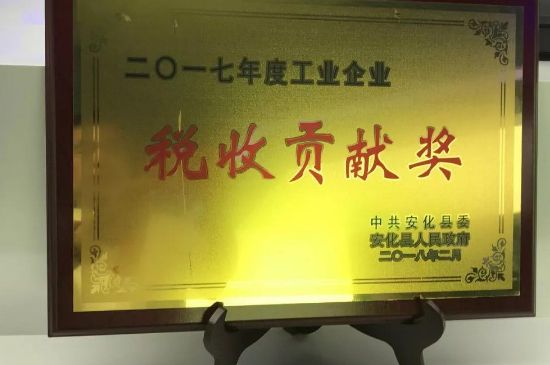 二〇一七年度工业企业
税收贡献奖
中共安化县委
安化县人民政府
二〇一八年二月